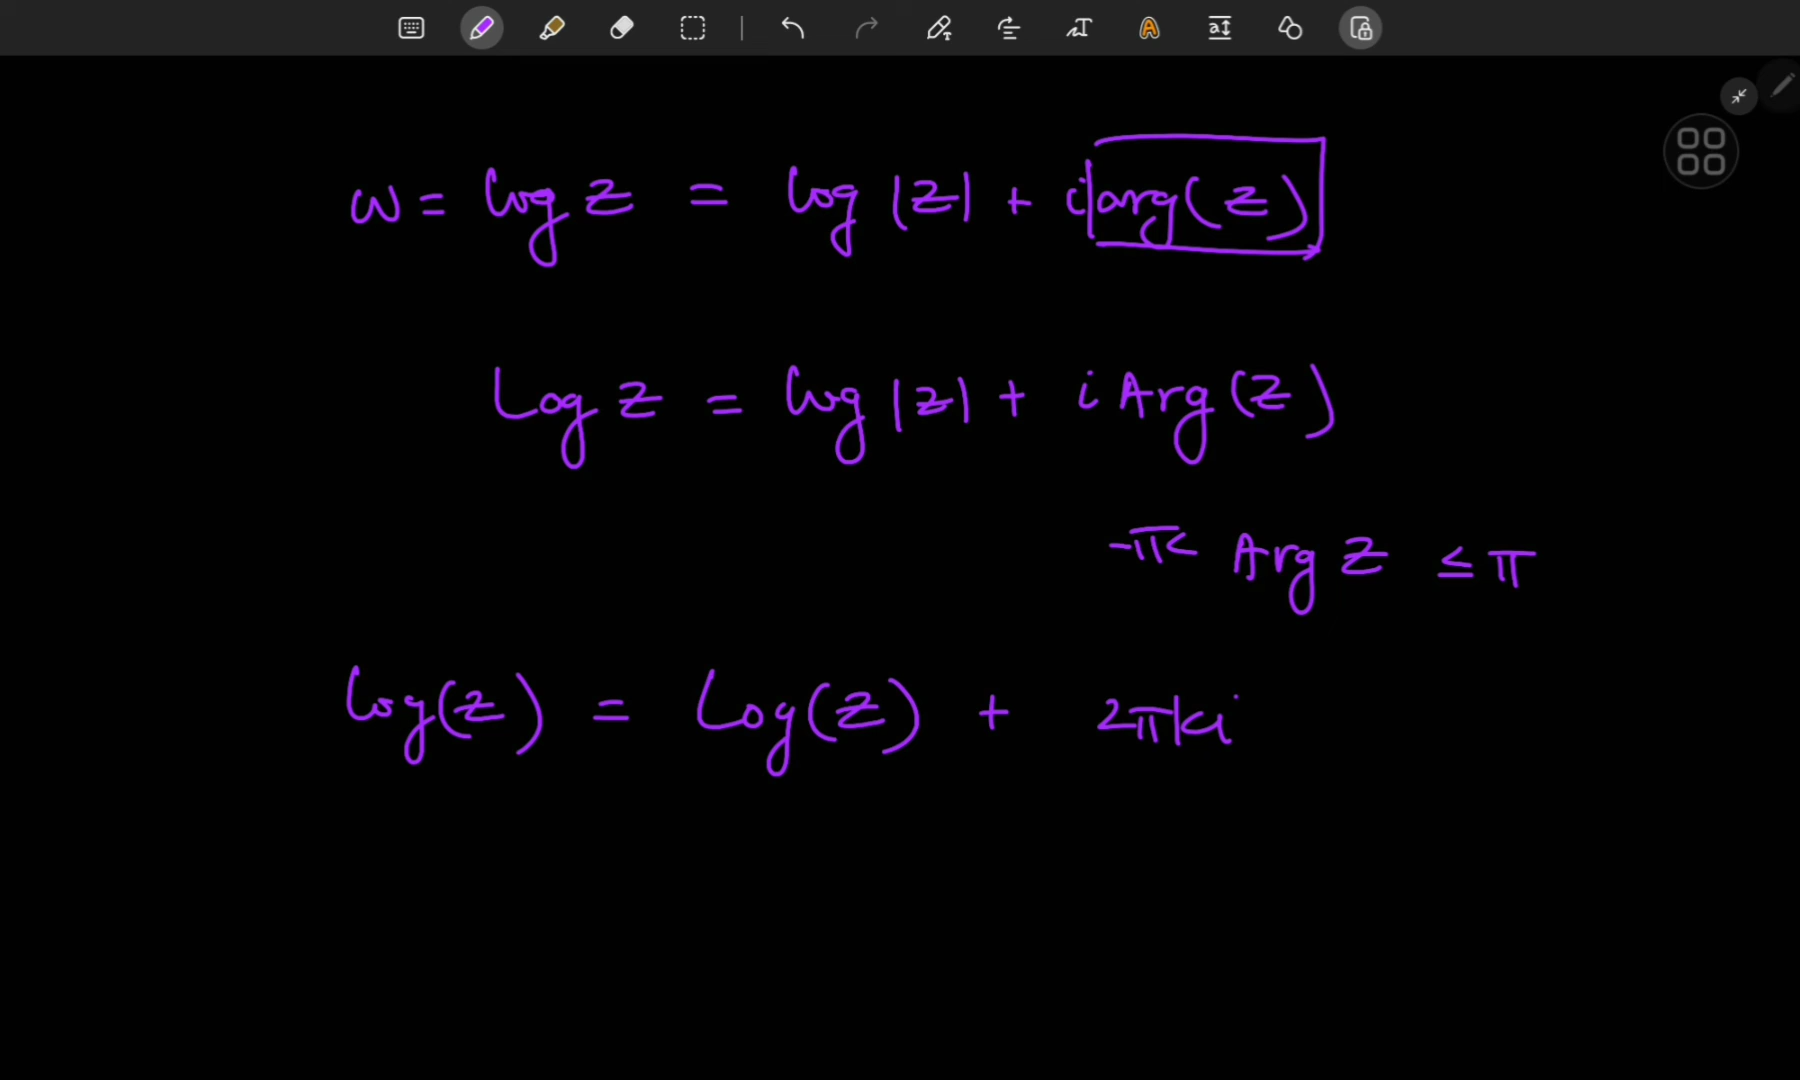 w = log z = log |z| + i arg(z)
Log z = log |z| + i Arg(z)
-π < Arg z ≤ π
log(z) = Log(z) + 2πki